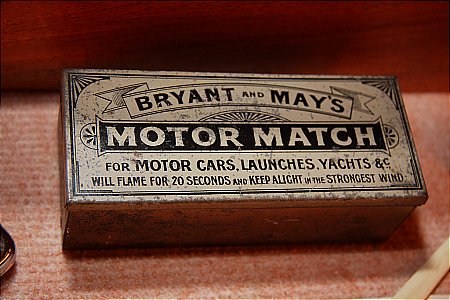 BRYANT AND MAY'S
MOTOR MATCH
FOR MOTOR CARS, LAUNCHES, YACHTS &c.
WILL FLAME FOR 20 SECONDS AND KEEP ALIGHT IN THE STRONGEST WIND